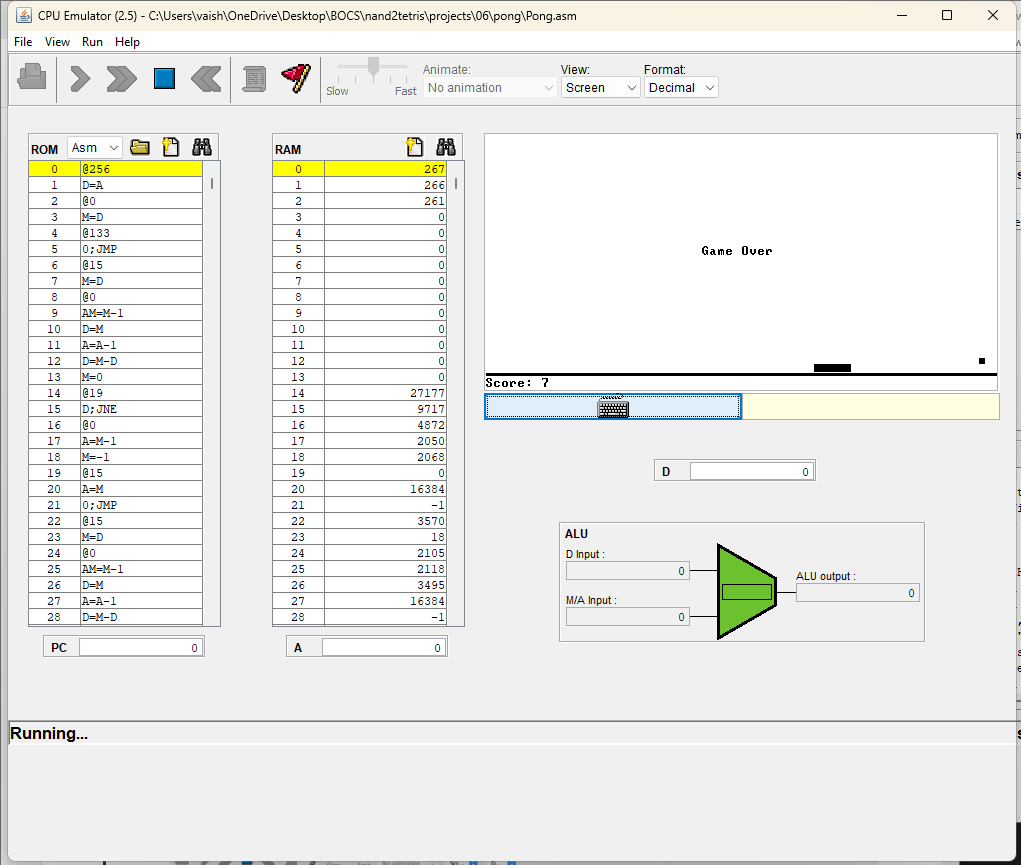 CPU Emulator (2.5) - C:\Users\vaish\OneDrive\Desktop\BOCS\nand2tetris\projects\06\pong\Pong.asm
File View Run Help
Slow Fast
Animate:
No animation
View:
Screen
Format:
Decimal
ROM Asm
0 @256
1 D=A
2 @0
3 M=D
4 @133
5 0;JMP
6 @15
7 M=D
8 @0
9 AM=M-1
10 D=M
11 A=A-1
12 D=M-D
13 M=0
14 @19
15 D;JNE
16 @0
17 A=M-1
18 M=-1
19 @15
20 A=M
21 0;JMP
22 @15
23 M=D
24 @0
25 AM=M-1
26 D=M
27 A=A-1
28 D=M-D
PC 0
RAM
0 267
1 266
2 261
3 0
4 0
5 0
6 0
7 0
8 0
9 0
10 0
11 0
12 0
13 0
14 27177
15 9717
16 4872
17 2050
18 2068
19 0
20 16384
21 -1
22 3570
23 18
24 2105
25 2118
26 3495
27 16384
28 -1
A 0
Game Over
Score: 7
D 0
ALU
D Input :
0
M/A Input :
0
ALU output :
0
Running...